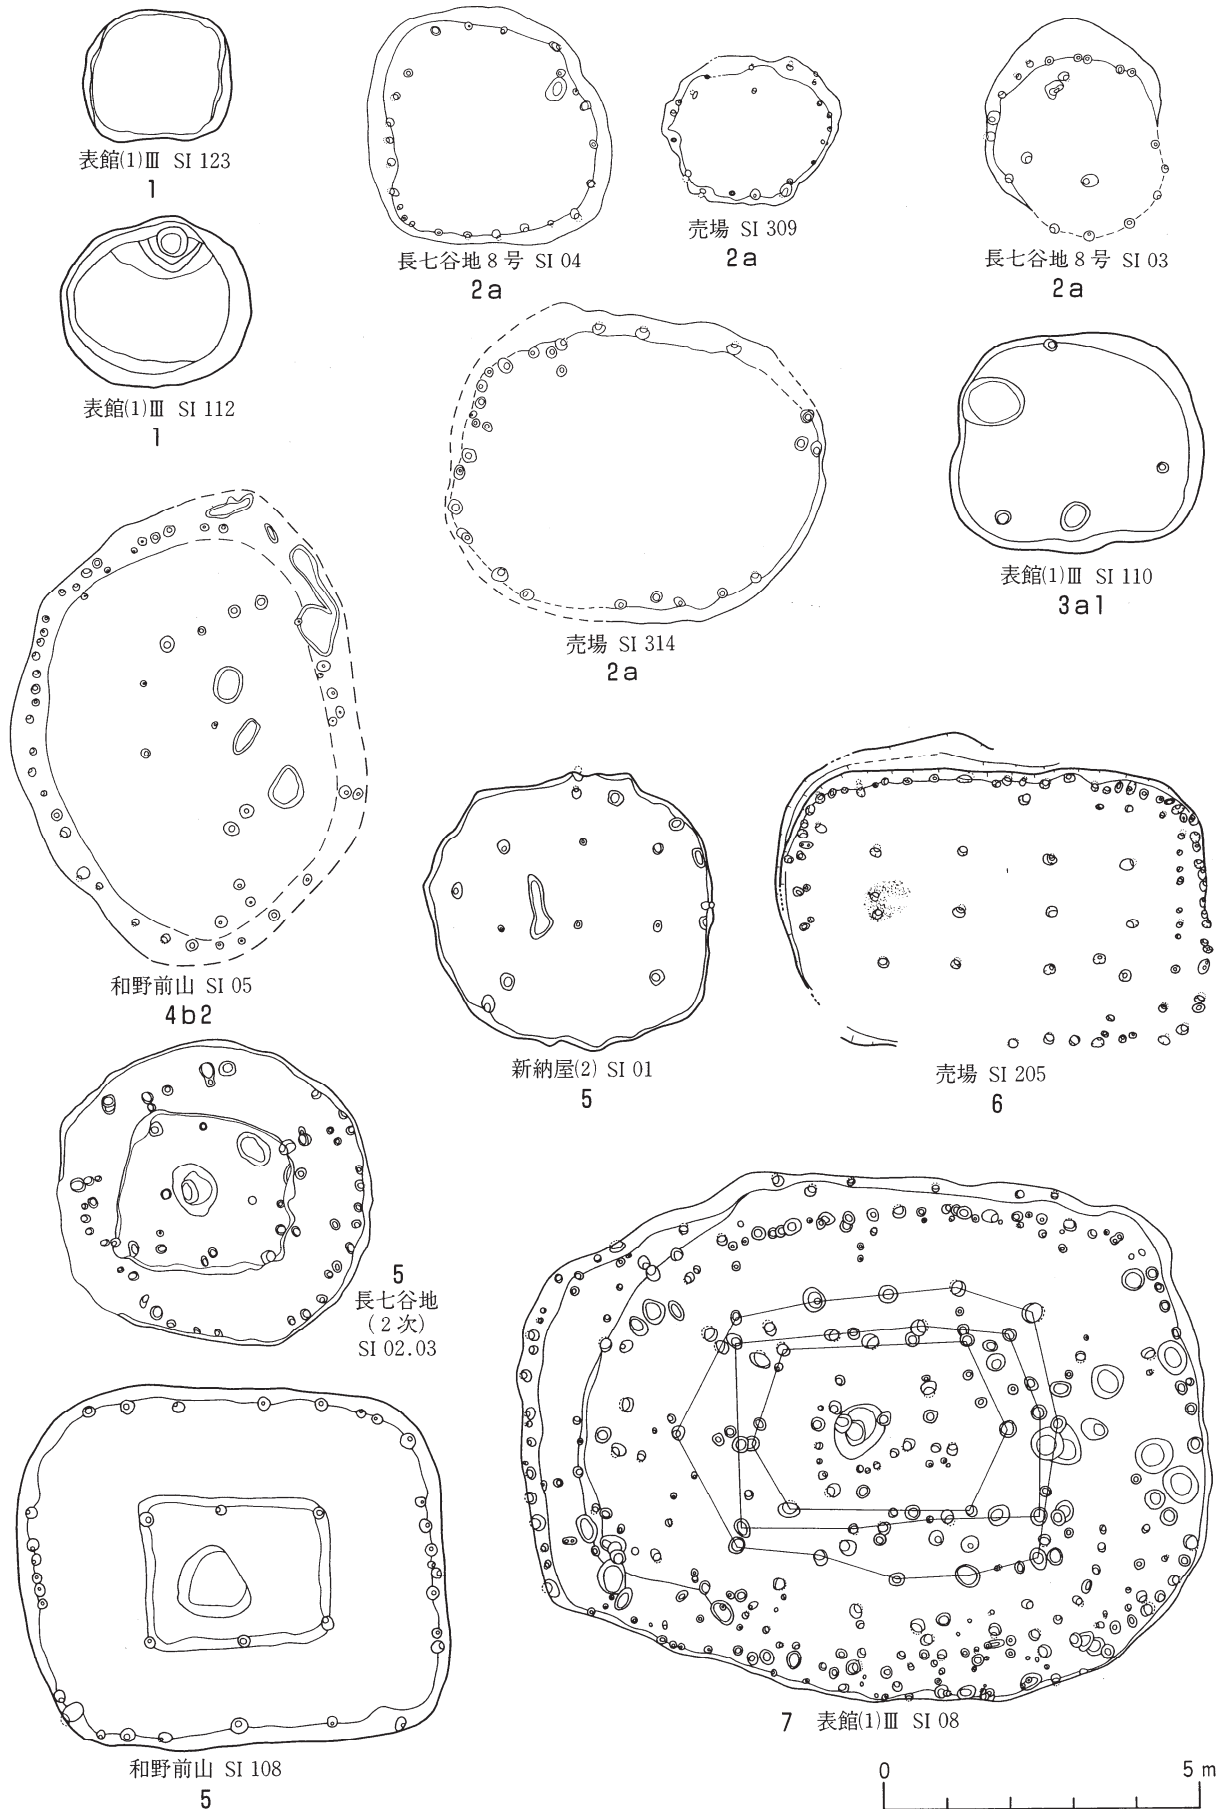 表館(1)Ⅲ SI 123
1
長七谷地8号 SI 04
2a
売場 SI 309
2a
長七谷地8号 SI 03
2a
表館(1)Ⅲ SI 112
1
売場 SI 314
2a
表館(1)Ⅲ SI 110
3a1
和野前山 SI 05
4b2
新納屋(2) SI 01
5
売場 SI 205
6
5
長七谷地
(2次)
SI 02.03
和野前山 SI 108
5
7 表館(1)Ⅲ SI 08
0 5 m